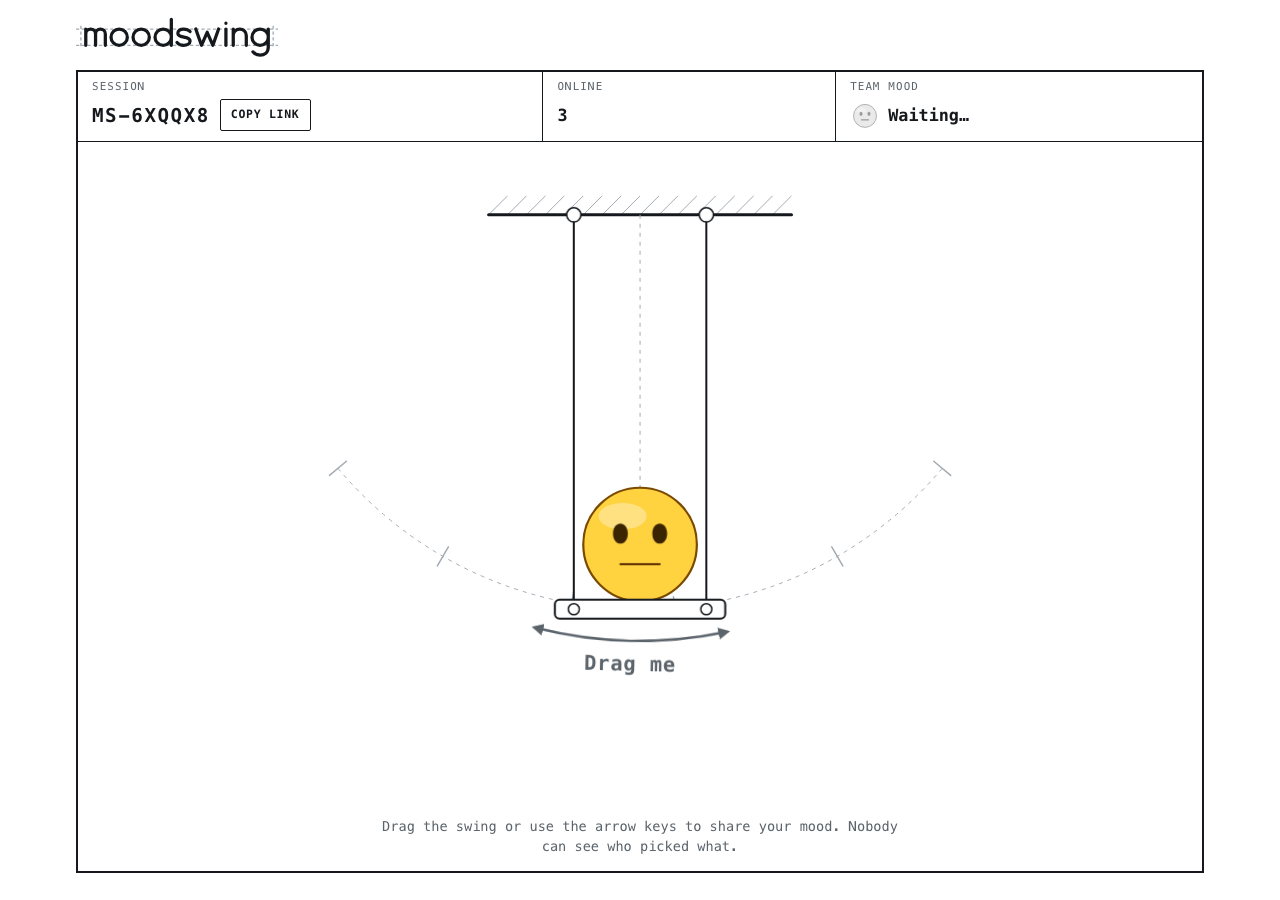 moodswing
SESSION
MS-6XQQX8
COPY LINK
ONLINE
3
TEAM MOOD
Waiting…
Drag me
Drag the swing or use the arrow keys to share your mood. Nobody
can see who picked what.